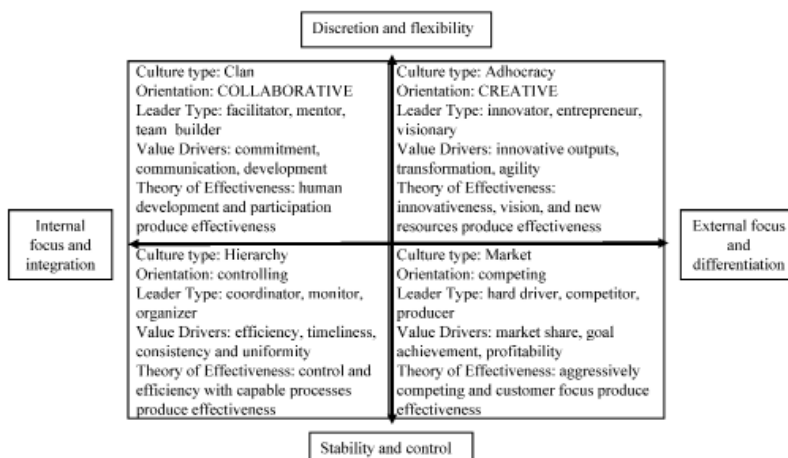 Discretion and flexibility
Culture type: Clan
Orientation: COLLABORATIVE
Leader Type: facilitator, mentor,
team builder
Value Drivers: commitment,
communication, development
Theory of Effectiveness: human
development and participation
produce effectiveness
Culture type: Adhocracy
Orientation: CREATIVE
Leader Type: innovator, entrepreneur,
visionary
Value Drivers: innovative outputs,
transformation, agility
Theory of Effectiveness:
innovativeness, vision, and new
resources produce effectiveness
Internal
focus and
integration
External focus
and
differentiation
Culture type: Hierarchy
Orientation: controlling
Leader Type: coordinator, monitor,
organizer
Value Drivers: efficiency, timeliness,
consistency and uniformity
Theory of Effectiveness: control and
efficiency with capable processes
produce effectiveness
Culture type: Market
Orientation: competing
Leader Type: hard driver, competitor,
producer
Value Drivers: market share, goal
achievement, profitability
Theory of Effectiveness: aggressively
competing and customer focus produce
effectiveness
Stability and control